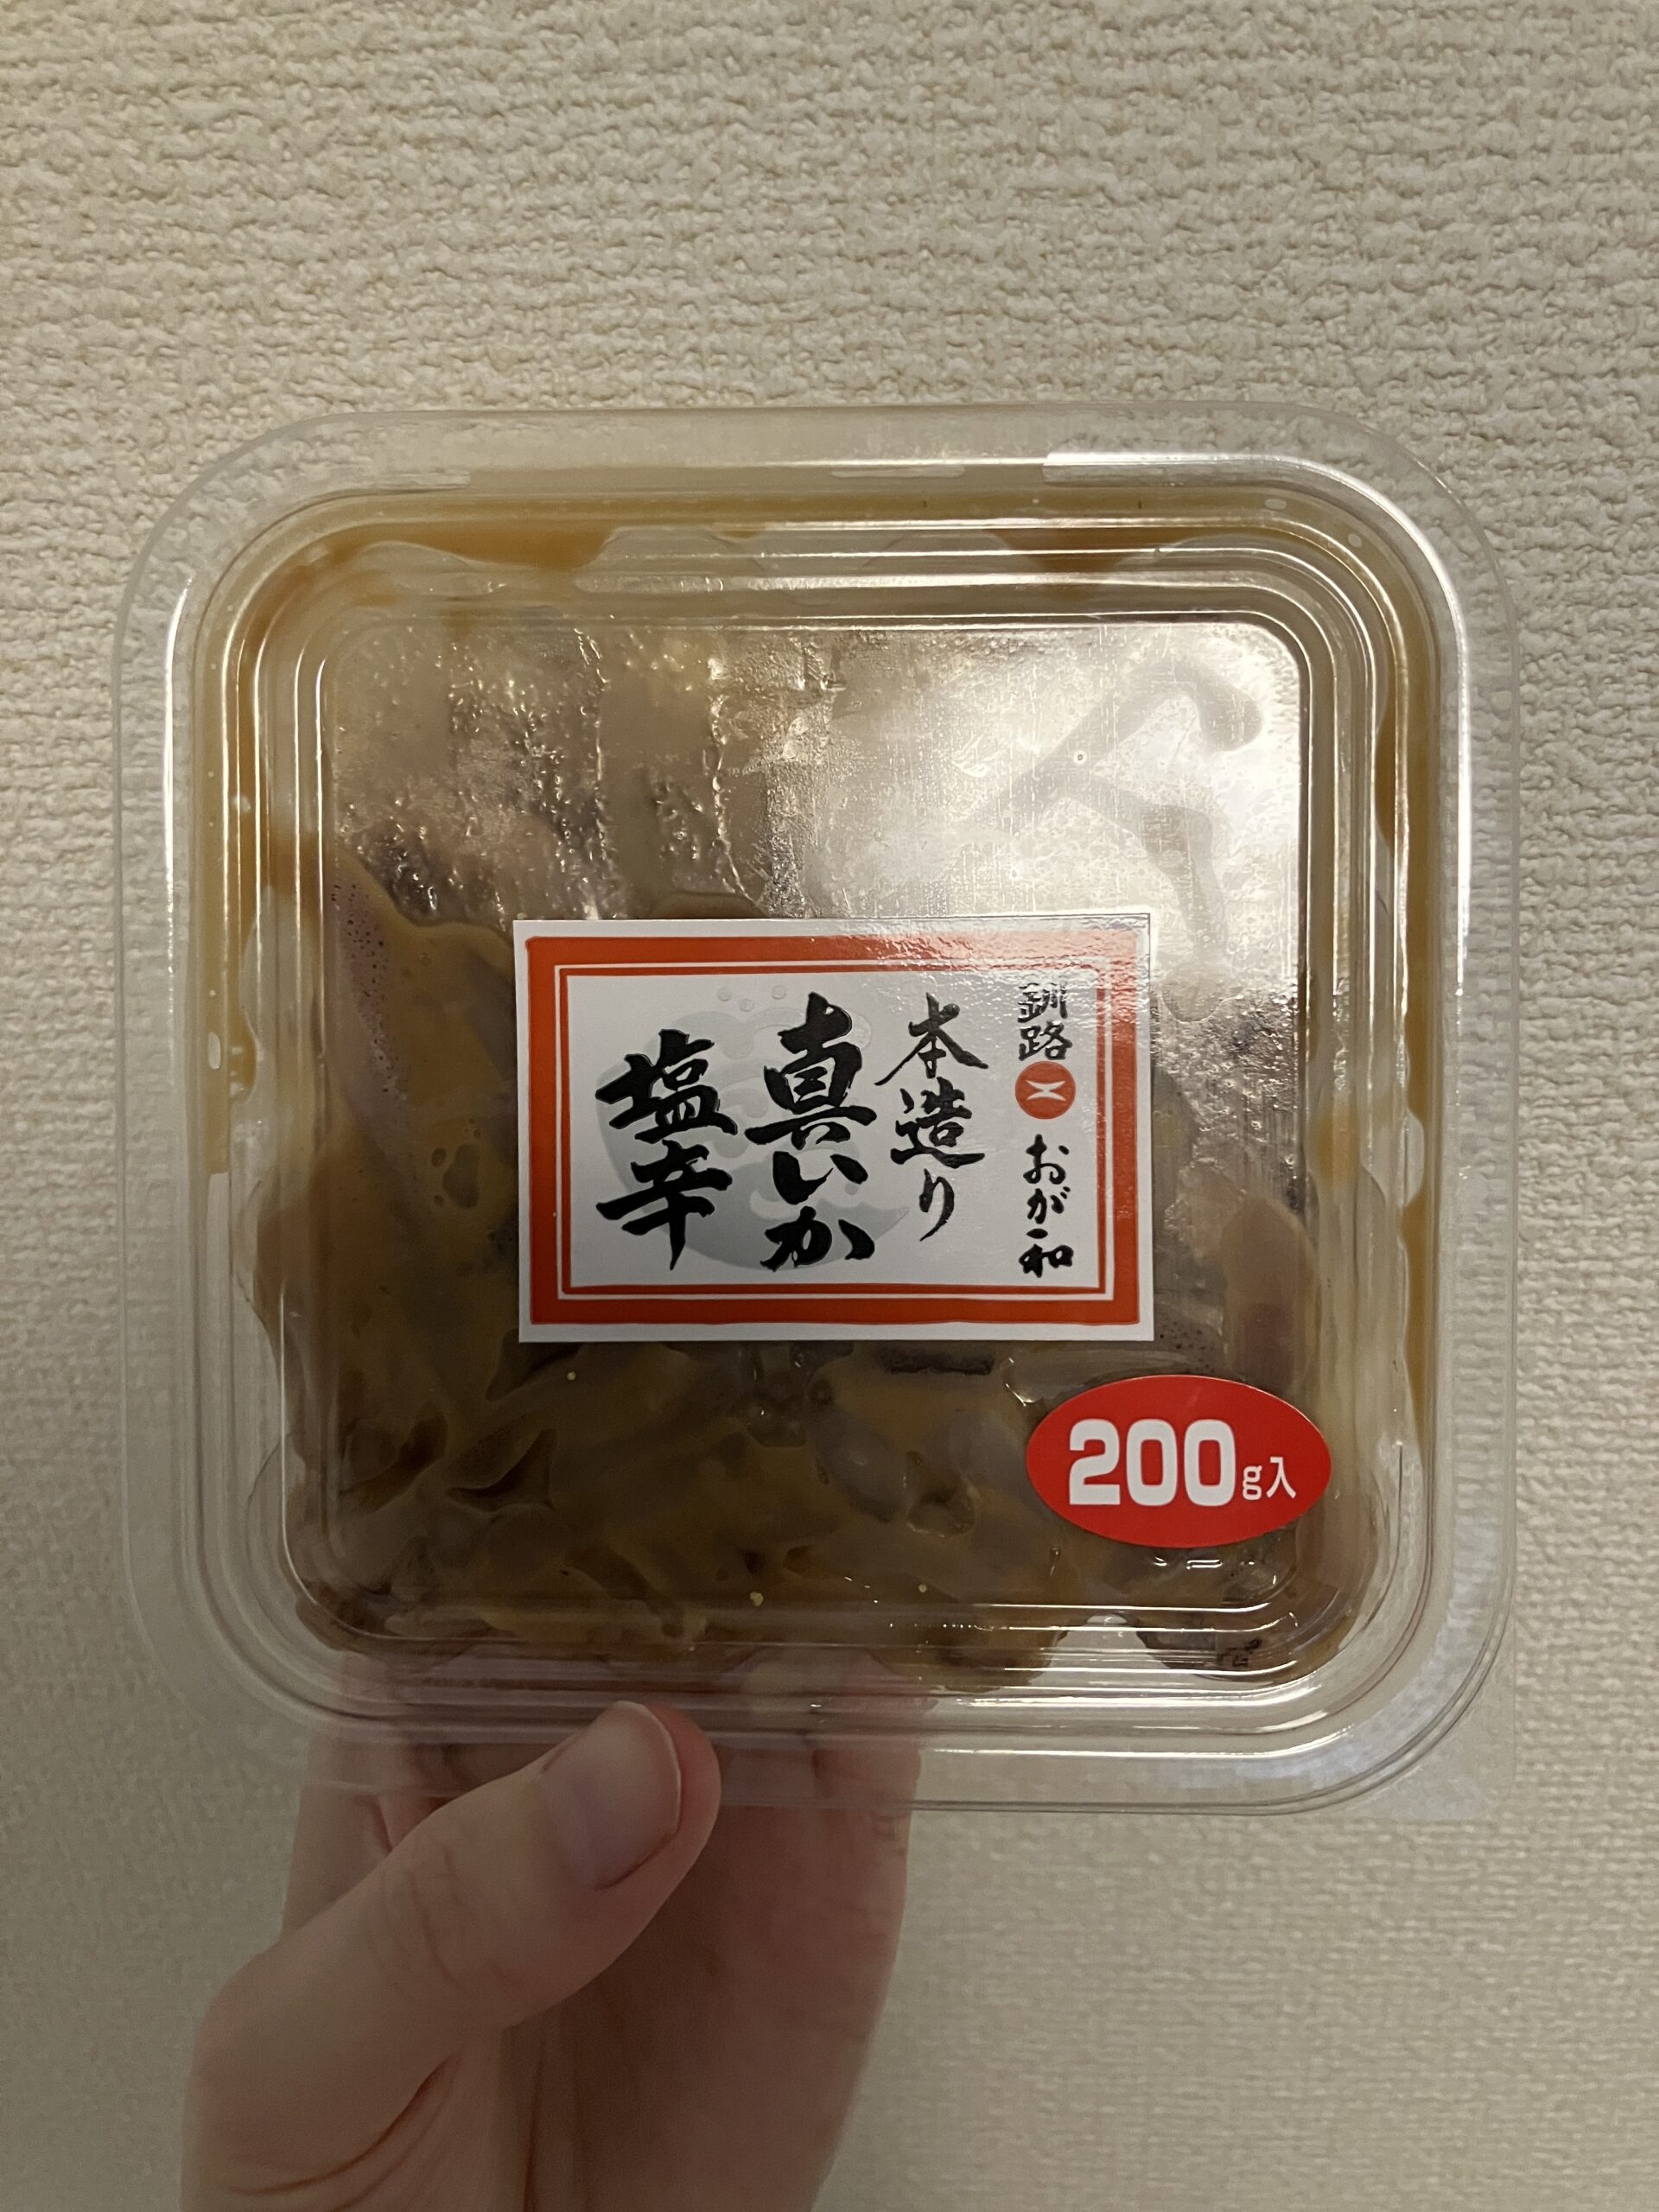 釧路 おが和
本造り
真いか
塩辛
200g入